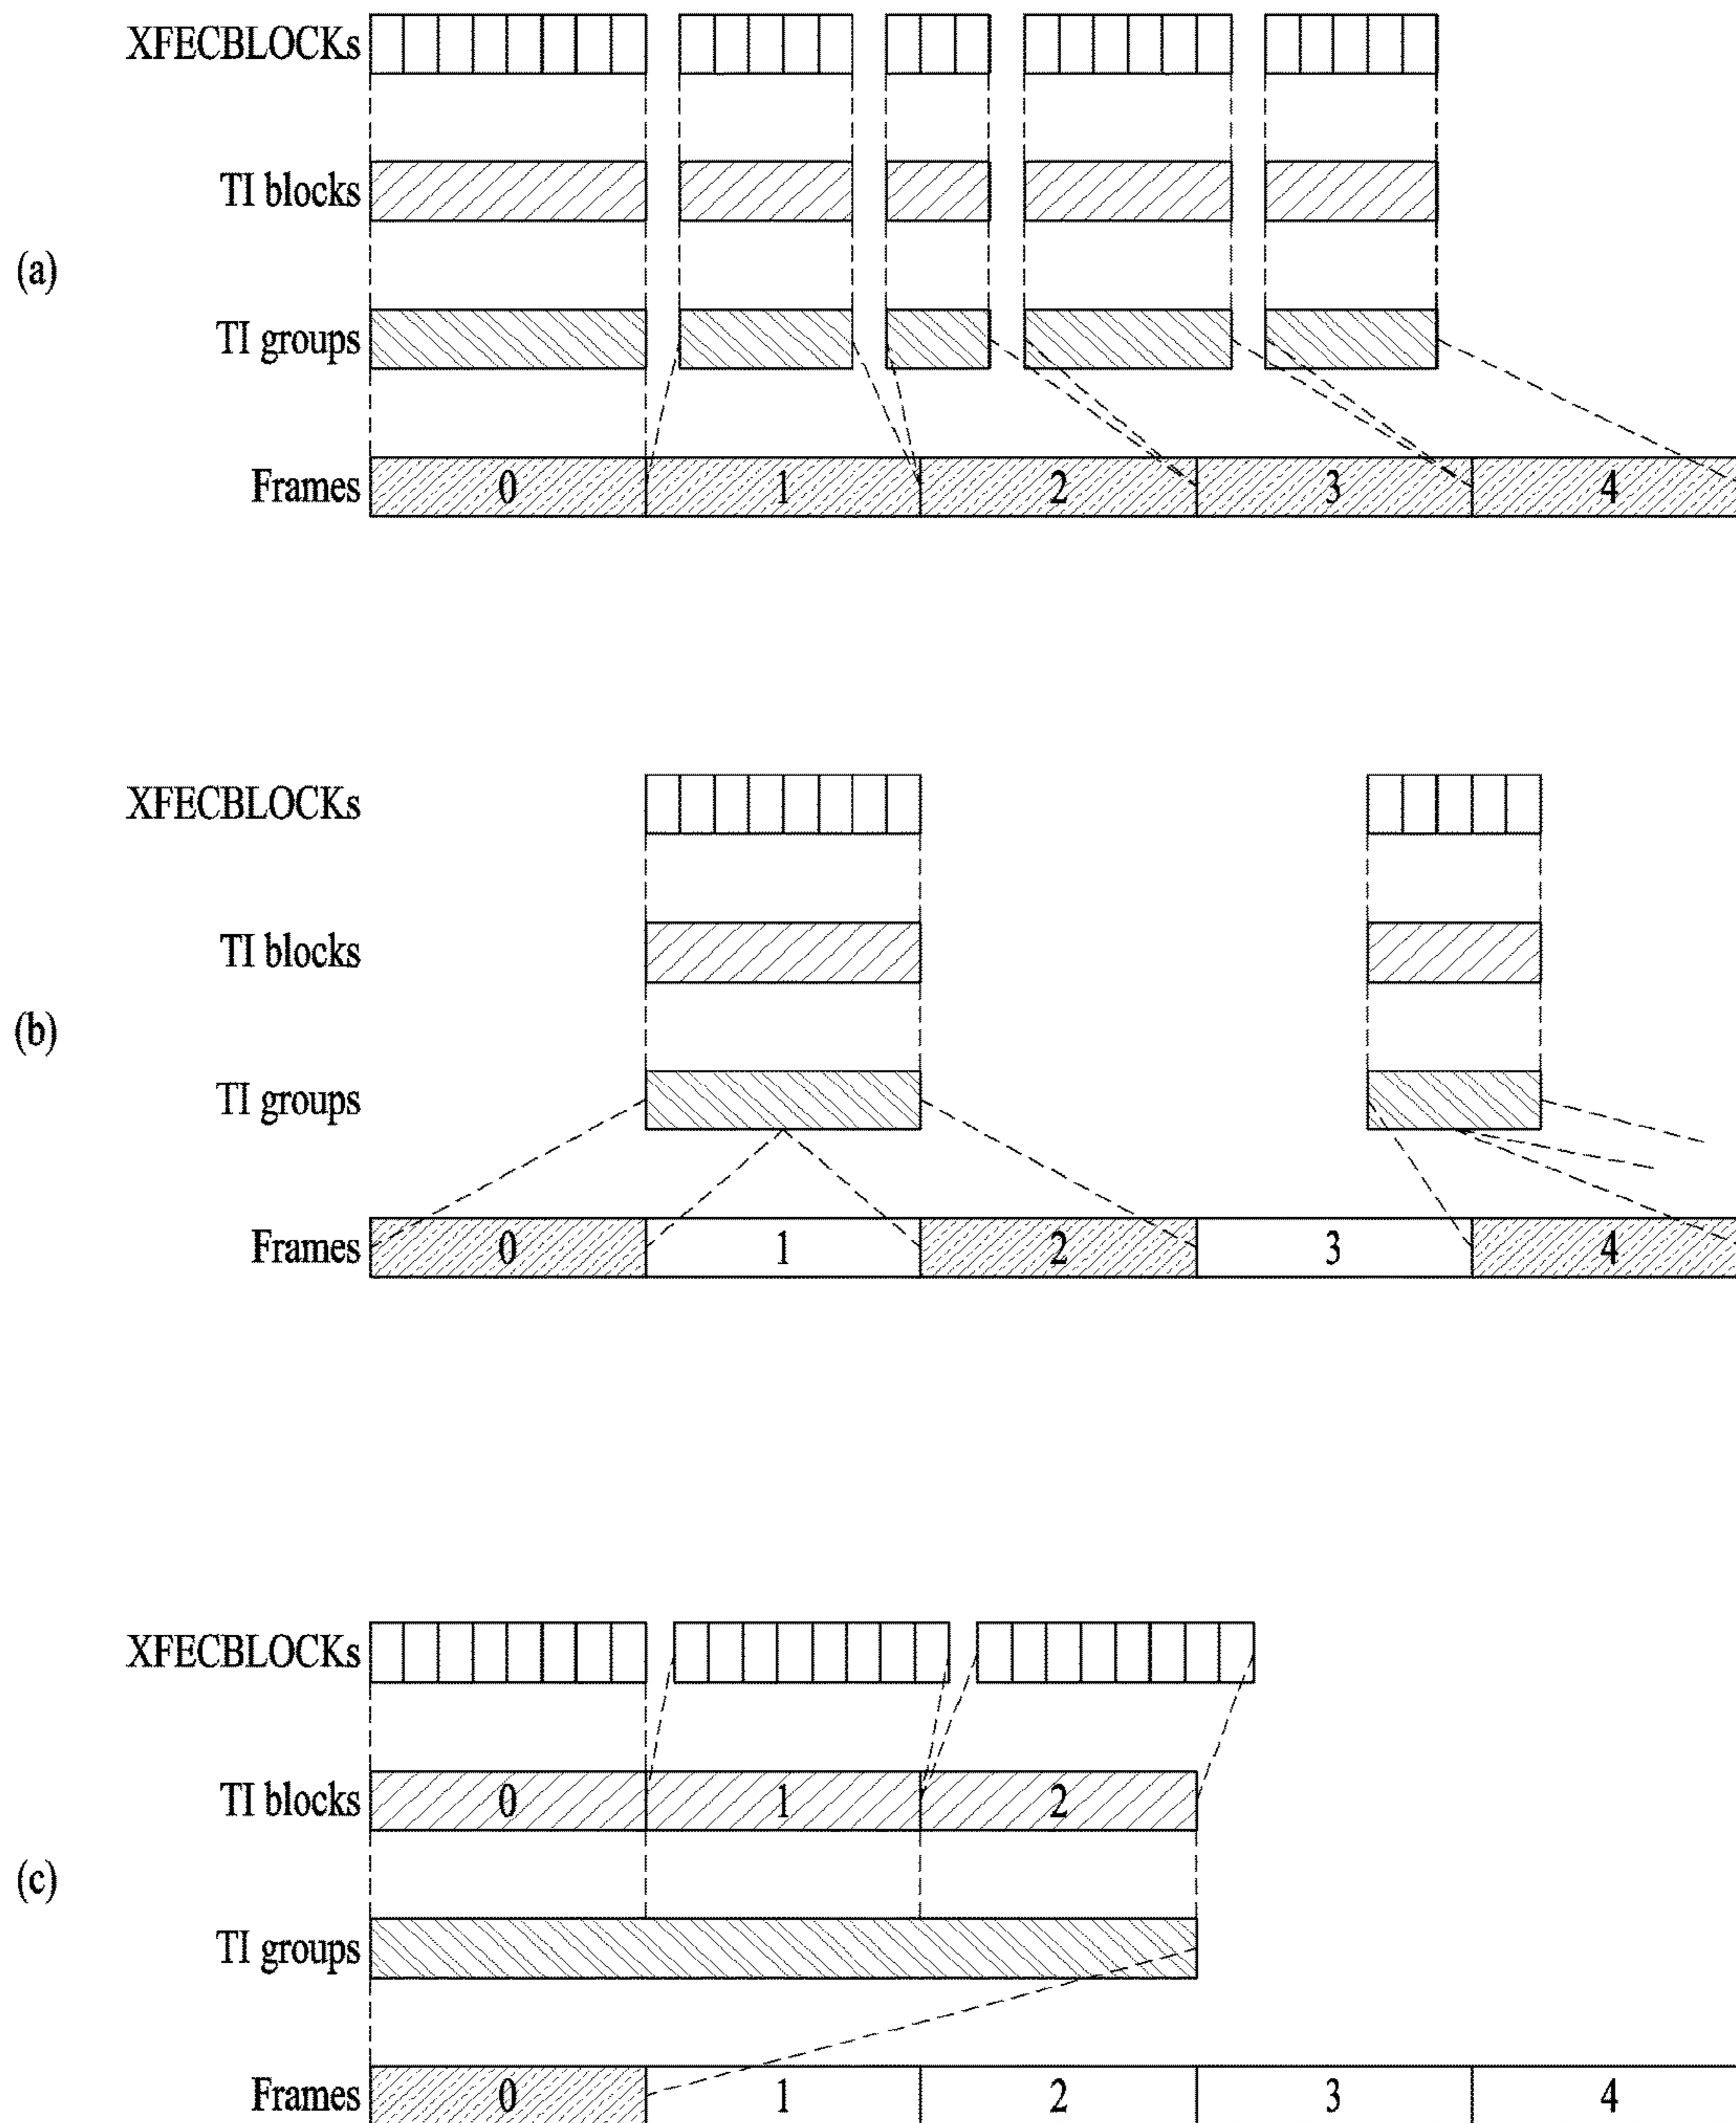 XFECBLOCKs
TI blocks
(a)
TI groups
Frames 0 1 2 3 4
XFECBLOCKs
TI blocks
(b)
TI groups
Frames 0 1 2 3 4
XFECBLOCKs
TI blocks 0 1 2
(c)
TI groups
Frames 0 1 2 3 4